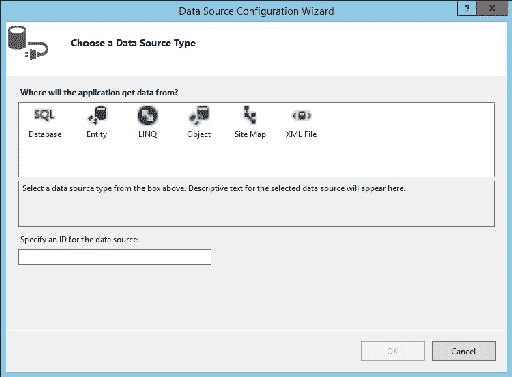 Data Source Configuration Wizard
?
X
Choose a Data Source Type
Where will the application get data from?
SQL
Database Entity LINQ Object Site Map XML File
Select a data source type from the box above. Descriptive text for the selected data source will appear here.
Specify an ID for the data source:
OK Cancel